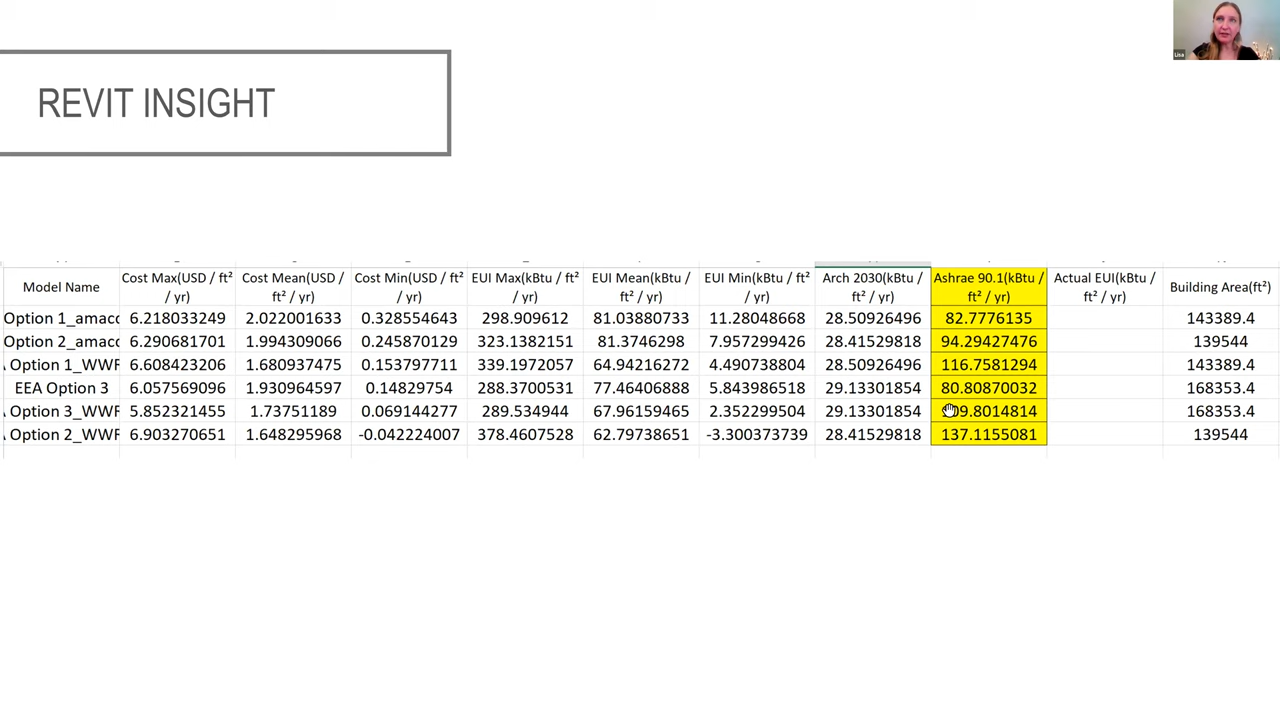 Lisa
REVIT INSIGHT
Model Name Cost Max(USD / ft² / yr) Cost Mean(USD / ft² / yr) Cost Min(USD / ft² / yr) EUI Max(kBtu / ft² / yr) EUI Mean(kBtu / ft² / yr) EUI Min(kBtu / ft² / yr) Arch 2030(kBtu / ft² / yr) Ashrae 90.1(kBtu / ft² / yr) Actual EUI(kBtu / ft² / yr) Building Area(ft²)
Option 1_amaco 6.218033249 2.022001633 0.328554643 298.909612 81.03880733 11.28048668 28.50926496 82.7776135 143389.4
Option 2_amaco 6.290681701 1.994309066 0.245870129 323.1382151 81.3746298 7.957299426 28.41529818 94.29427476 139544
Option 1_WWR 6.608423206 1.680937475 0.153797711 339.1972057 64.94216272 4.490738804 28.50926496 116.7581294 143389.4
EEA Option 3 6.057569096 1.930964597 0.14829754 288.3700531 77.46406888 5.843986518 29.13301854 80.80870032 168353.4
Option 3_WWR 5.852321455 1.73751189 0.069144277 289.534944 67.96159465 2.352299504 29.13301854 9.8014814 168353.4
Option 2_WWR 6.903270651 1.648295968 -0.042224007 378.4607528 62.79738651 -3.300373739 28.41529818 137.1155081 139544